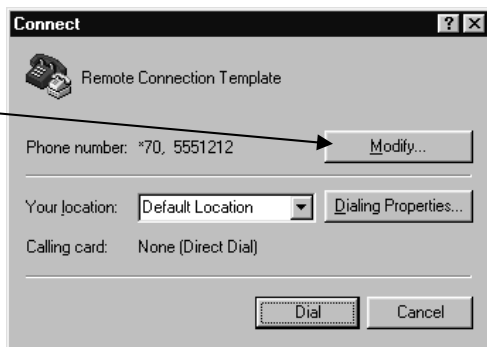 Connect
Remote Connection Template
Phone number: *70, 5551212 Modify...
Your location: Default Location Dialing Properties...
Calling card: None (Direct Dial)
Dial Cancel